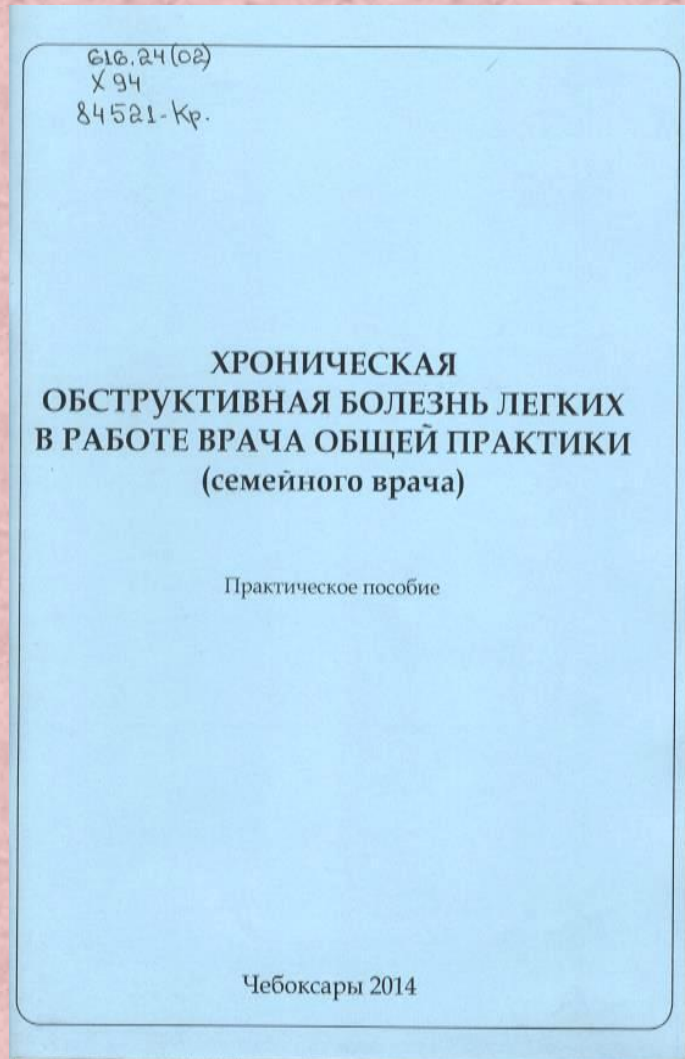 616.24(02)
Х 94
84521-Кр.
ХРОНИЧЕСКАЯ
ОБСТРУКТИВНАЯ БОЛЕЗНЬ ЛЕГКИХ
В РАБОТЕ ВРАЧА ОБЩЕЙ ПРАКТИКИ
(семейного врача)
Практическое пособие
Чебоксары 2014